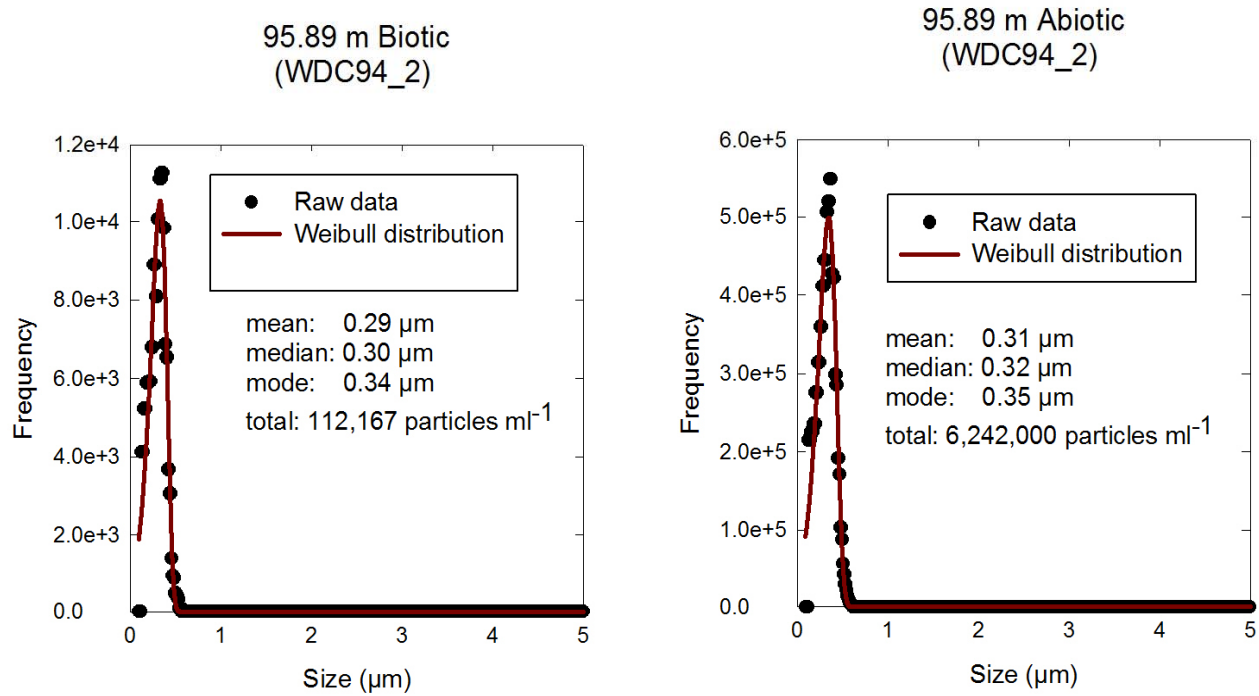 95.89 m Biotic
(WDC94_2)
1.2e+4
1.0e+4
8.0e+3
6.0e+3
4.0e+3
2.0e+3
0.0
Frequency
Raw data
Weibull distribution
mean: 0.29 µm
median: 0.30 µm
mode: 0.34 µm
total: 112,167 particles ml-1
0 1 2 3 4 5
Size (µm)
95.89 m Abiotic
(WDC94_2)
6.0e+5
5.0e+5
4.0e+5
3.0e+5
2.0e+5
1.0e+5
0.0
Frequency
Raw data
Weibull distribution
mean: 0.31 µm
median: 0.32 µm
mode: 0.35 µm
total: 6,242,000 particles ml-1
0 1 2 3 4 5
Size (µm)